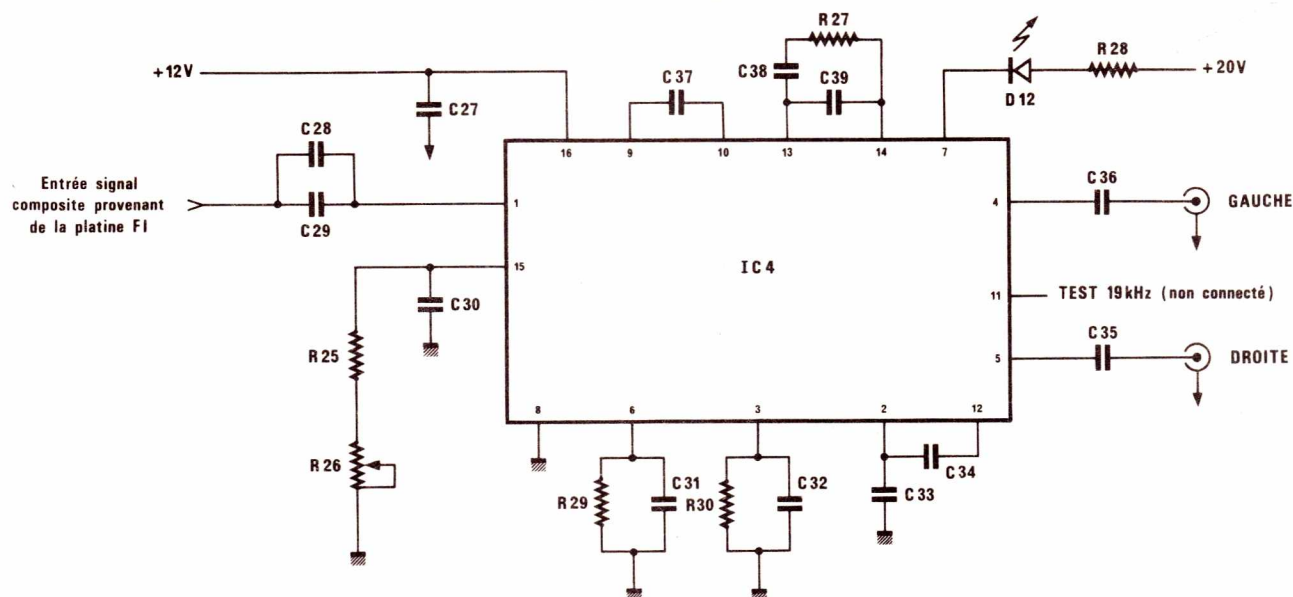 R27
R28
+12V
C38
C39
+20V
C37
D12
C27
C28
16
9
10
13
14
7
Entrée signal
composite provenant
de la platine FI
C29
1
4
C36
GAUCHE
IC4
15
C30
11
TEST 19kHz (non connecté)
C35
R25
5
DROITE
8
6
3
2
12
R26
C34
C31
C32
R29
R30
C33